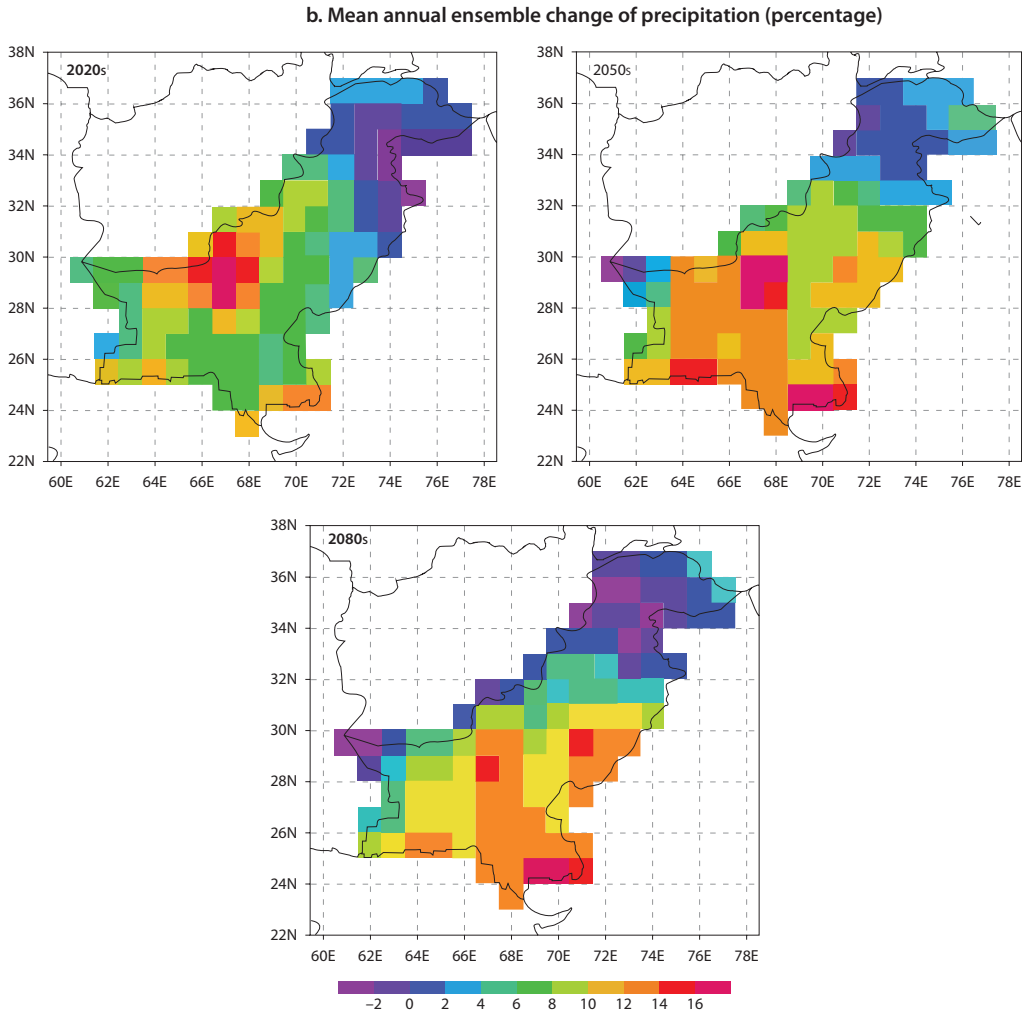 b. Mean annual ensemble change of precipitation (percentage)
38N
36N
34N
32N
30N
28N
26N
24N
22N
2020s
60E 62E 64E 66E 68E 70E 72E 74E 76E 78E
38N
36N
34N
32N
30N
28N
26N
24N
22N
2050s
60E 62E 64E 66E 68E 70E 72E 74E 76E 78E
38N
36N
34N
32N
30N
28N
26N
24N
22N
2080s
60E 62E 64E 66E 68E 70E 72E 74E 76E 78E
–2 0 2 4 6 8 10 12 14 16